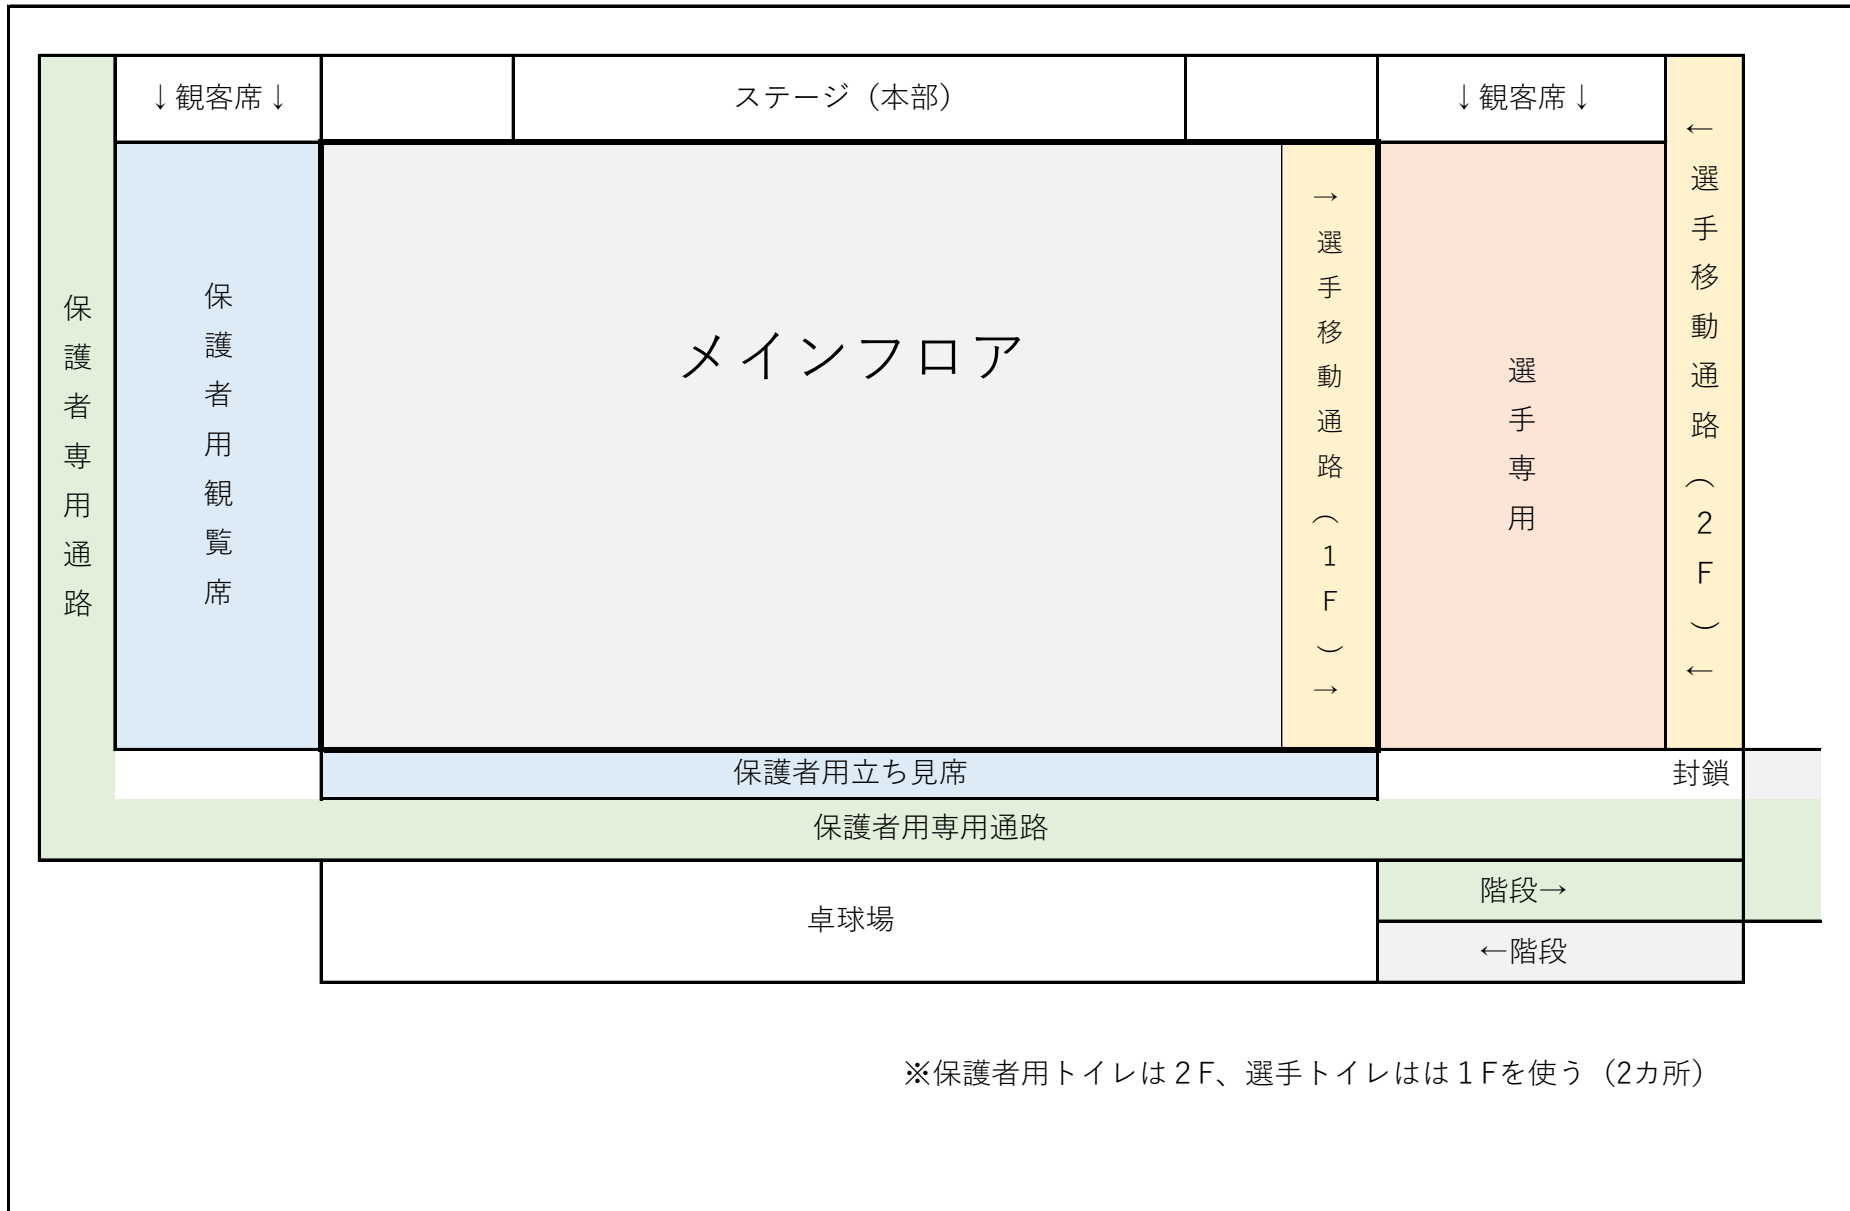 ↓観客席↓
ステージ（本部）
↓観客席↓
保護者専用通路
保護者用観覧席
メインフロア
→選手移動通路（１F）→
選手専用
←選手移動通路（２F）←
保護者用立ち見席
封鎖
保護者用専用通路
階段→
卓球場
←階段
※保護者用トイレは２F、選手トイレはは１Fを使う（2カ所）